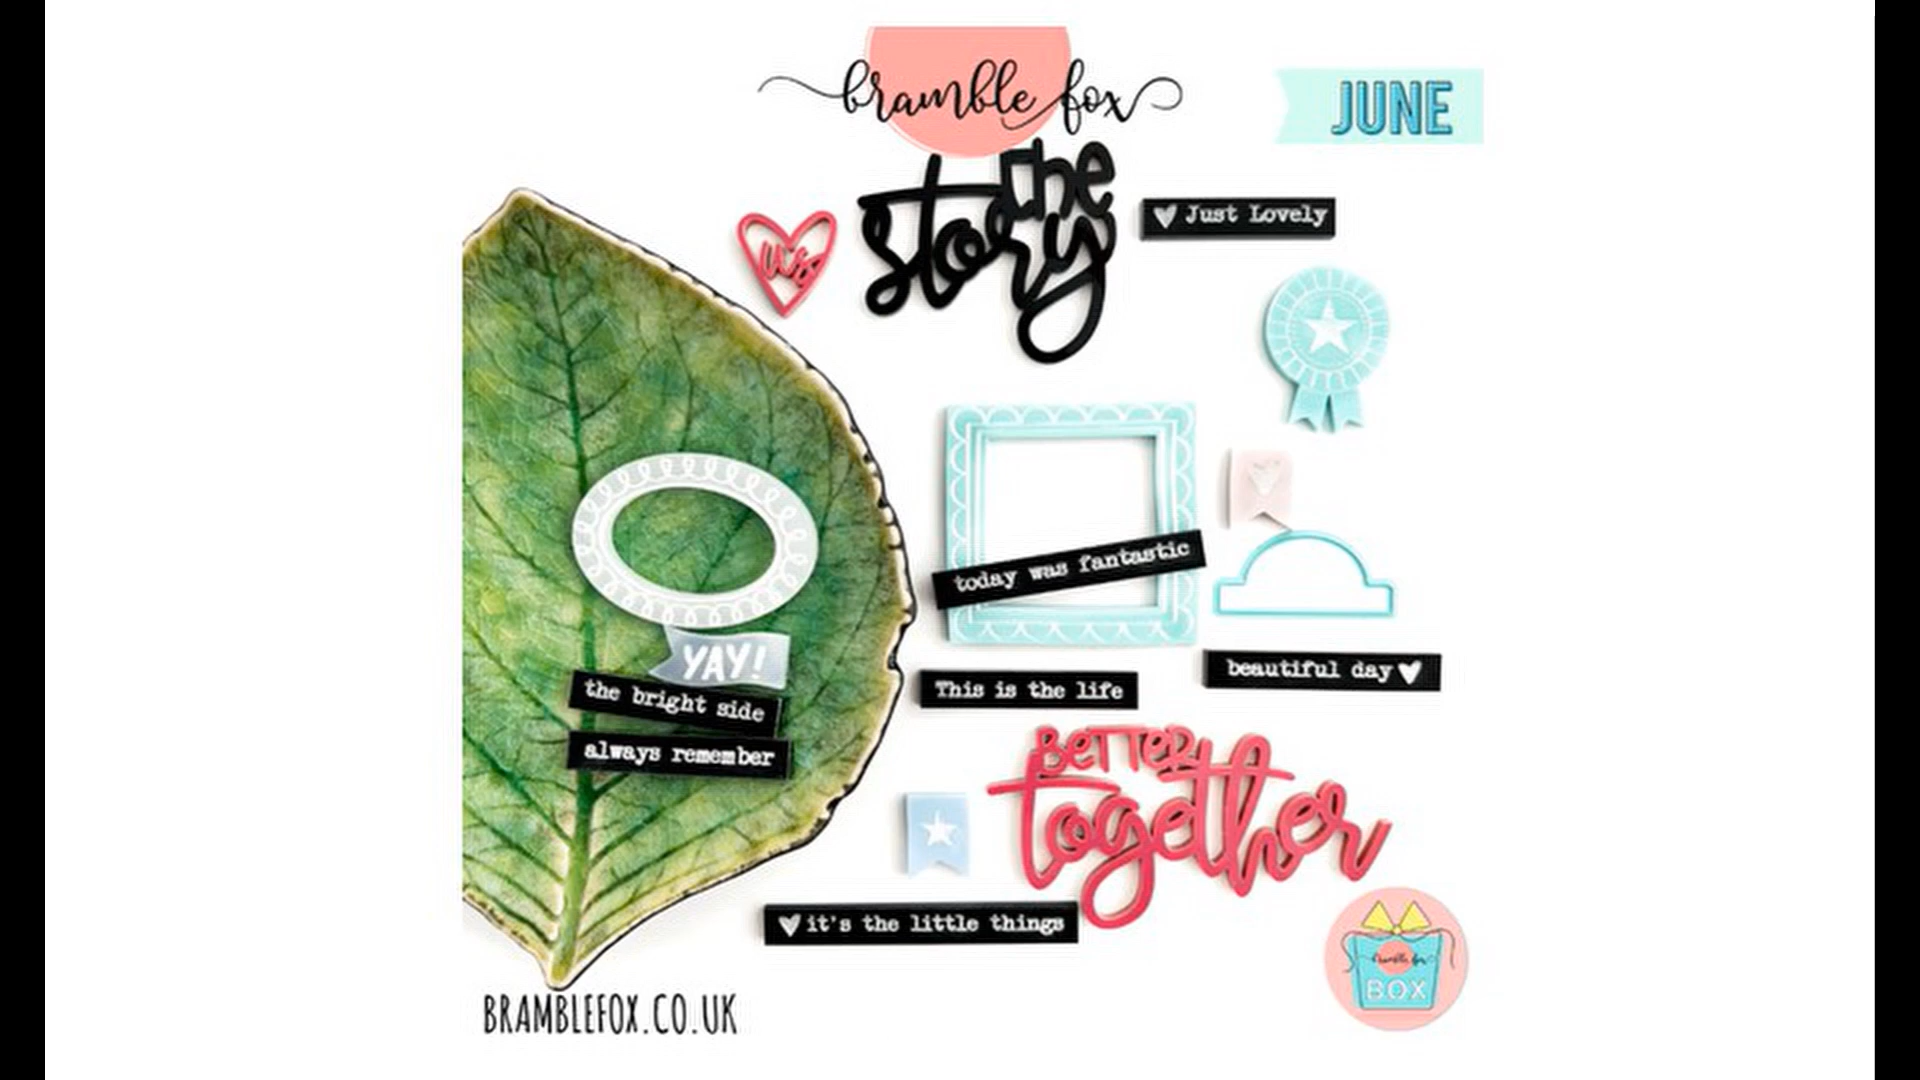 bramble fox
JUNE
the
story
us
Just Lovely
today was fantastic
YAY!
the bright side
This is the life
beautiful day
always remember
BETTER
together
it's the little things
bramble fox
BOX
BRAMBLEFOX.CO.UK